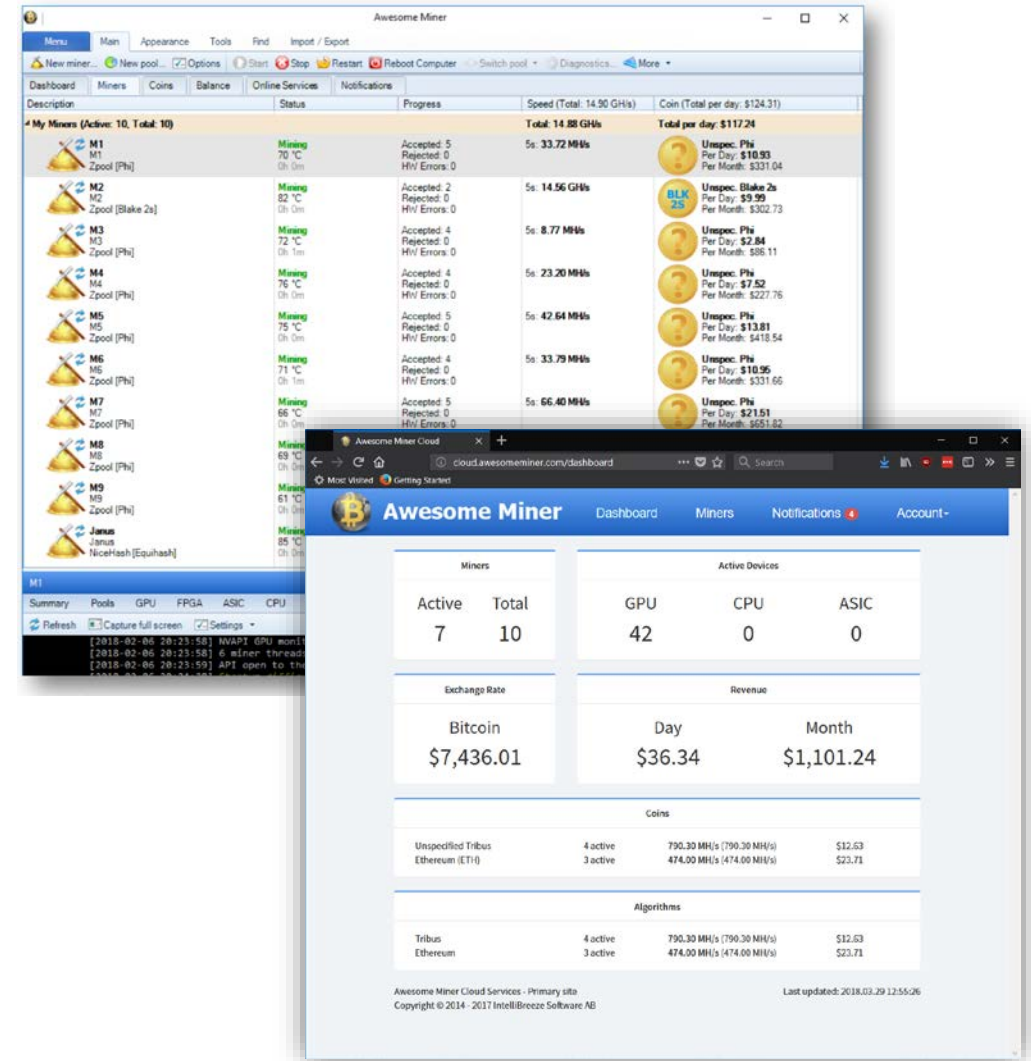 Awesome Miner
Menu Main Appearance Tools Find Import / Export
New miner... New pool... Options Start Stop Restart Reboot Computer Switch pool Diagnostics... More
Dashboard Miners Coins Balance Online Services Notifications
Description Status Progress Speed (Total: 14.90 GH/s) Coin (Total per day: $124.31)
My Miners (Active: 10, Total: 10) Total: 14.88 GH/s Total per day: $117.24
M1 Mining Accepted: 5 5s: 33.72 MH/s ? Unspec. Phi
M1 70 °C Rejected: 0 Per Day: $10.93
Zpool [Phi] 0h 0m HW Errors: 0 Per Month: $331.04
M2 Mining Accepted: 2 5s: 14.56 GH/s BLK 2S Unspec. Blake 2s
M2 82 °C Rejected: 0 Per Day: $9.99
Zpool [Blake 2s] 0h 0m HW Errors: 0 Per Month: $302.73
M3 Mining Accepted: 4 5s: 8.77 MH/s ? Unspec. Phi
M3 72 °C Rejected: 0 Per Day: $2.84
Zpool [Phi] 0h 1m HW Errors: 0 Per Month: $86.11
M4 Mining Accepted: 4 5s: 23.20 MH/s ? Unspec. Phi
M4 76 °C Rejected: 0 Per Day: $7.52
Zpool [Phi] 0h 0m HW Errors: 0 Per Month: $227.76
M5 Mining Accepted: 5 5s: 42.64 MH/s ? Unspec. Phi
M5 75 °C Rejected: 0 Per Day: $13.81
Zpool [Phi] 0h 0m HW Errors: 0 Per Month: $418.54
M6 Mining Accepted: 4 5s: 33.79 MH/s ? Unspec. Phi
M6 71 °C Rejected: 0 Per Day: $10.95
Zpool [Phi] 0h 1m HW Errors: 0 Per Month: $331.66
M7 Mining Accepted: 5 5s: 66.40 MH/s ? Unspec. Phi
M7 66 °C Rejected: 0 Per Day: $21.51
Zpool [Phi] 0h 0m HW Errors: 0 Per Month: $651.82
M8 Mining
M8 69 °C
Zpool [Phi] 0h 0m
M9 Mining
M9 61 °C
Zpool [Phi] 0h 0m
Janus Mining
Janus 85 °C
NiceHash [Equihash] 0h 0m
M1
Summary Pools GPU FPGA ASIC CPU
Refresh Capture full screen Settings
[2018-02-06 20:23:58] NVAPI GPU monit
[2018-02-06 20:23:58] 6 miner threads
[2018-02-06 20:23:59] API open to the
Awesome Miner Cloud
cloud.awesomeminer.com/dashboard Search
Most Visited Getting Started
Awesome Miner Dashboard Miners Notifications 4 Account
Miners Active Devices
Active Total GPU CPU ASIC
7 10 42 0 0
Exchange Rate Revenue
Bitcoin Day Month
$7,436.01 $36.34 $1,101.24
Coins
Unspecified Tribus 4 active 790.30 MH/s (790.30 MH/s) $12.63
Ethereum (ETH) 3 active 474.00 MH/s (474.00 MH/s) $23.71
Algorithms
Tribus 4 active 790.30 MH/s (790.30 MH/s) $12.63
Ethereum 3 active 474.00 MH/s (474.00 MH/s) $23.71
Awesome Miner Cloud Services - Primary site Last updated: 2018.03.29 12:55:26
Copyright © 2014 - 2017 IntelliBreeze Software AB